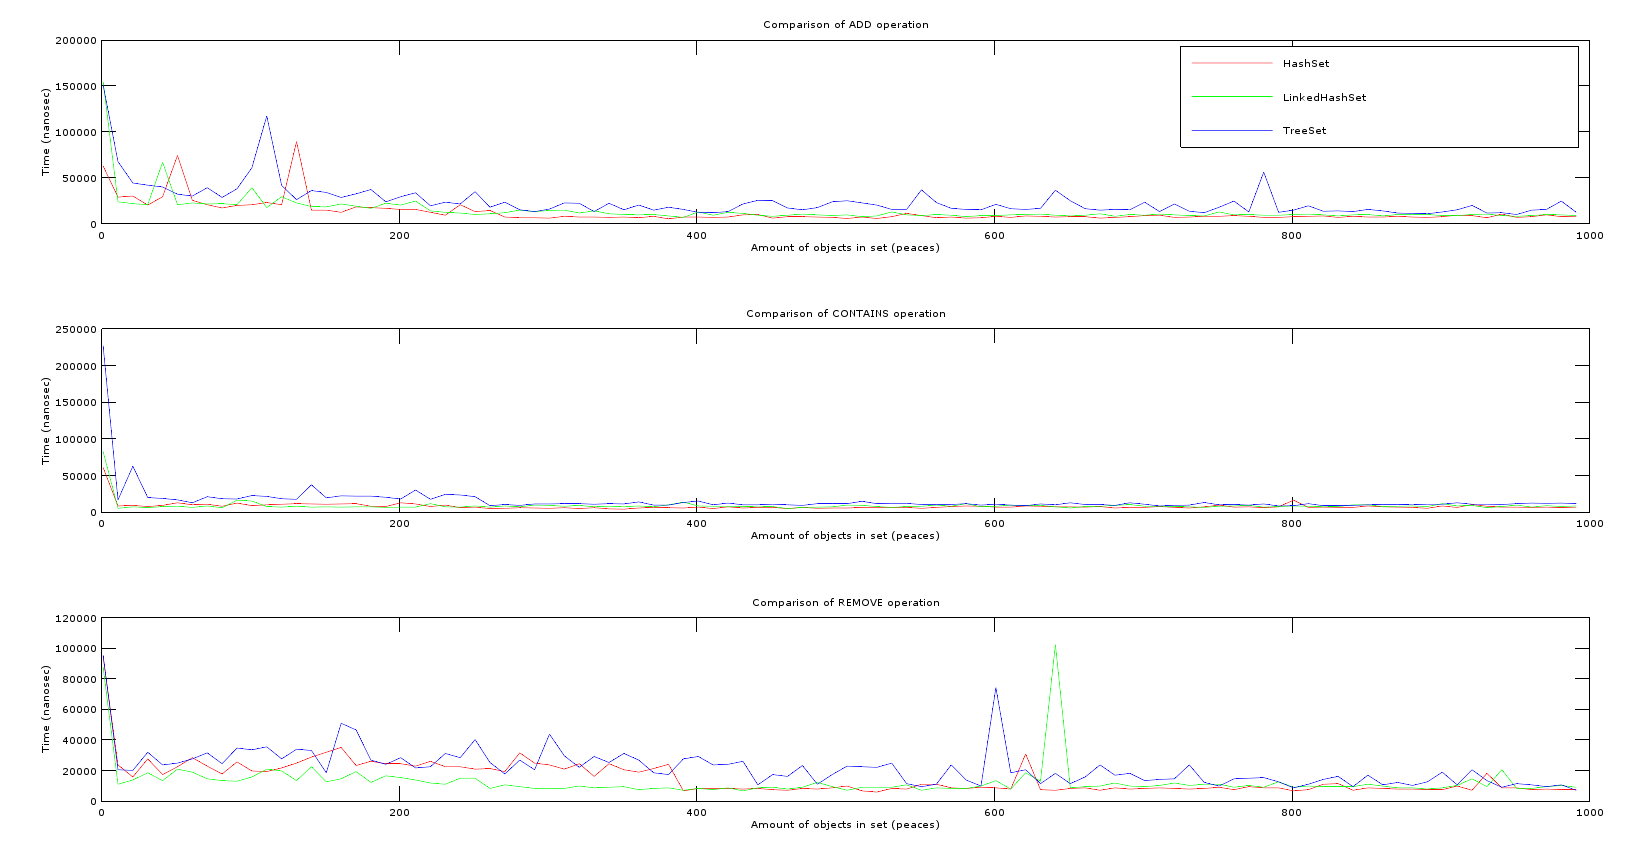 Comparison of ADD operation
200000
150000
100000
50000
0
Time (nanosec)
HashSet
LinkedHashSet
TreeSet
0 200 400 600 800 1000
Amount of objects in set (peaces)
Comparison of CONTAINS operation
250000
200000
150000
100000
50000
0
Time (nanosec)
0 200 400 600 800 1000
Amount of objects in set (peaces)
Comparison of REMOVE operation
120000
100000
80000
60000
40000
20000
0
Time (nanosec)
0 200 400 600 800 1000
Amount of objects in set (peaces)